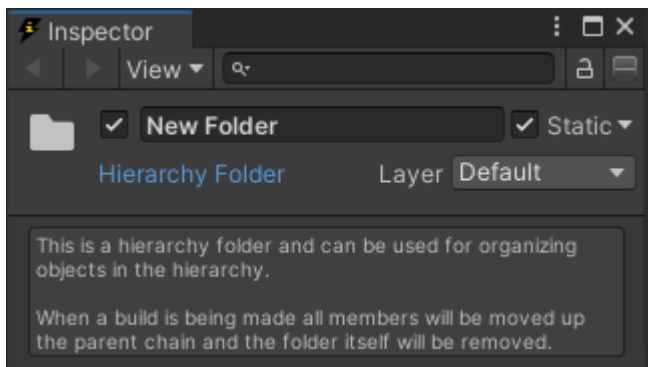 Inspector
View
New Folder
Static
Hierarchy Folder
Layer Default
This is a hierarchy folder and can be used for organizing
objects in the hierarchy.
When a build is being made all members will be moved up
the parent chain and the folder itself will be removed.